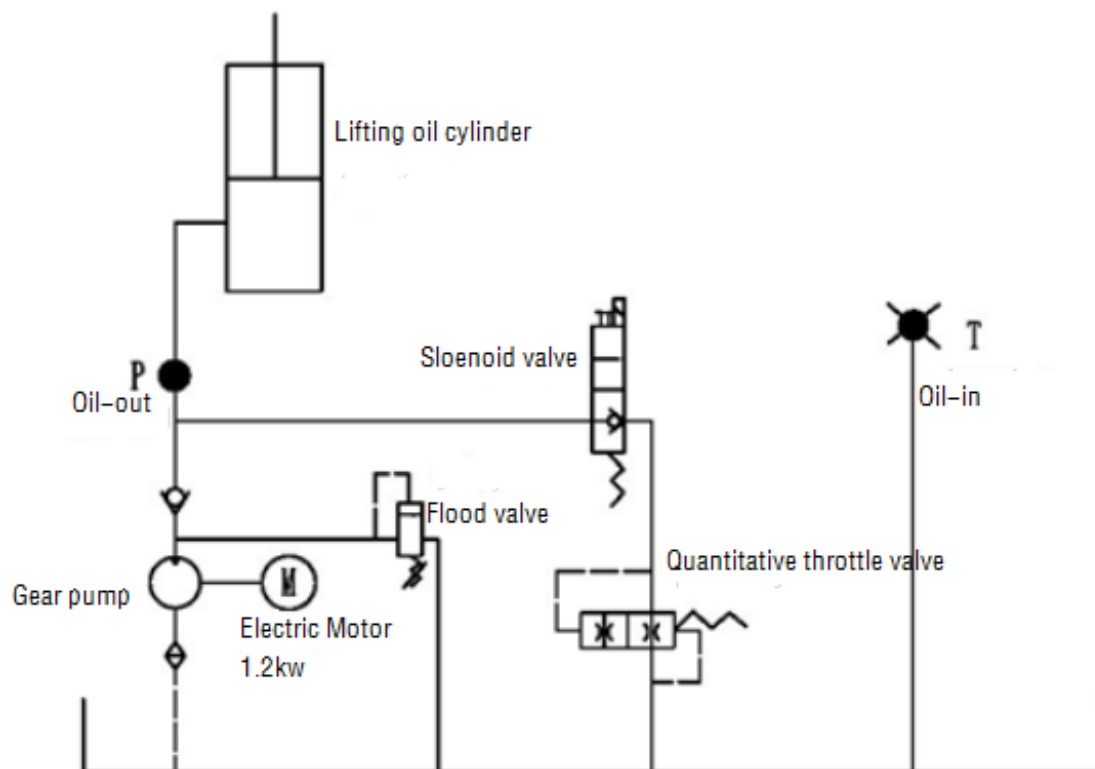 Lifting oil cylinder
Sloenoid valve
P
Oil-out
T
Oil-in
Flood valve
Quantitative throttle valve
Gear pump
M
Electric Motor
1.2kw